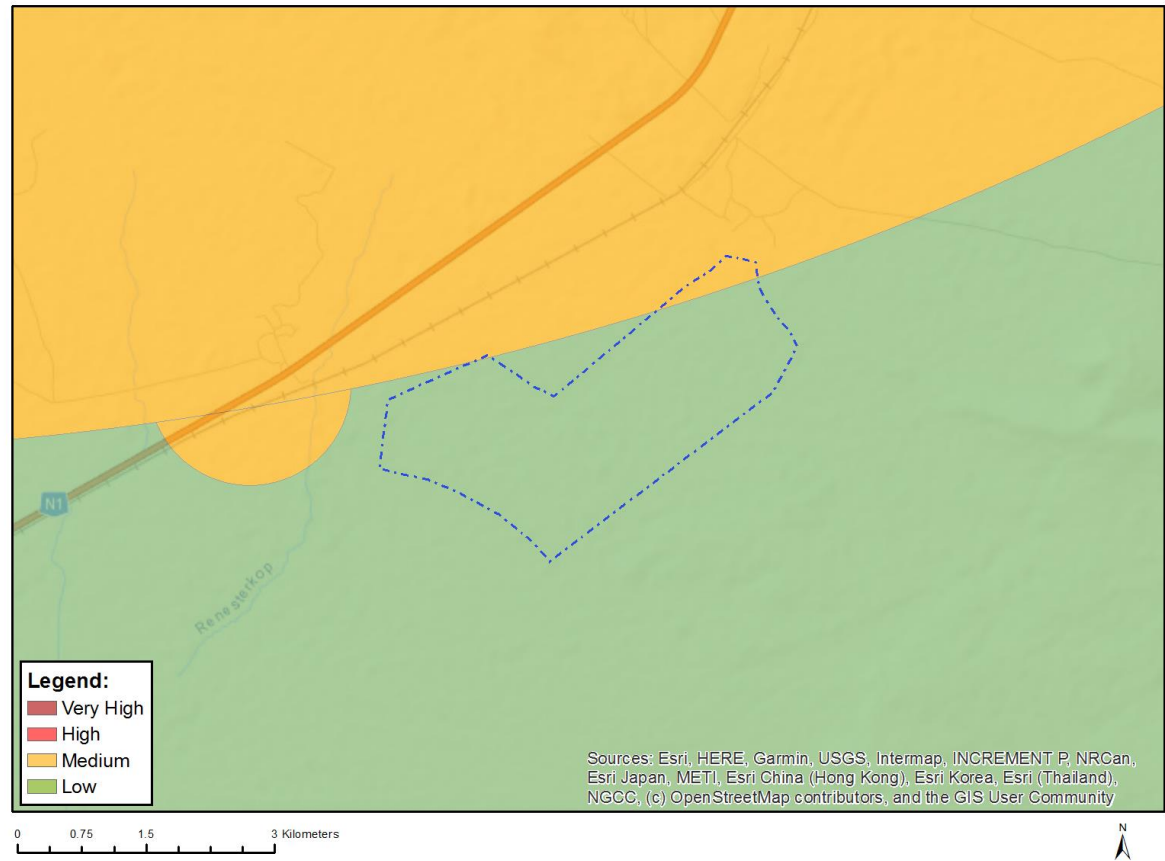 N1
Renesterkop
Legend:
Very High
High
Medium
Low
Sources: Esri, HERE, Garmin, USGS, Intermap, INCREMENT P, NRCan,
Esri Japan, METI, Esri China (Hong Kong), Esri Korea, Esri (Thailand),
NGCC, (c) OpenStreetMap contributors, and the GIS User Community
0 0.75 1.5 3 Kilometers
N